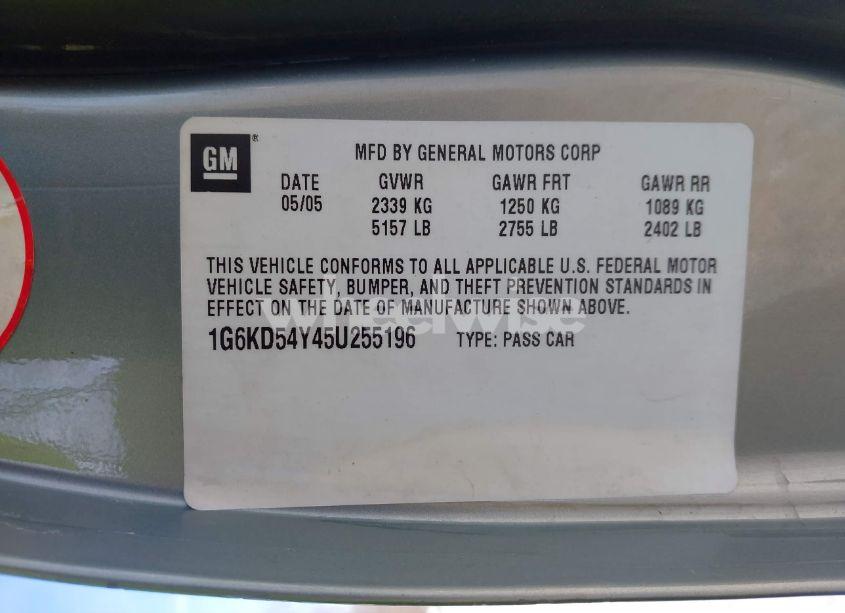 GM®
MFD BY GENERAL MOTORS CORP
DATE GVWR GAWR FRT GAWR RR
05/05 2339 KG 1250 KG 1089 KG
5157 LB 2755 LB 2402 LB
THIS VEHICLE CONFORMS TO ALL APPLICABLE U.S. FEDERAL MOTOR
VEHICLE SAFETY, BUMPER, AND THEFT PREVENTION STANDARDS IN
EFFECT ON THE DATE OF MANUFACTURE SHOWN ABOVE.
wheelwise
1G6KD54Y45U255196 TYPE: PASS CAR